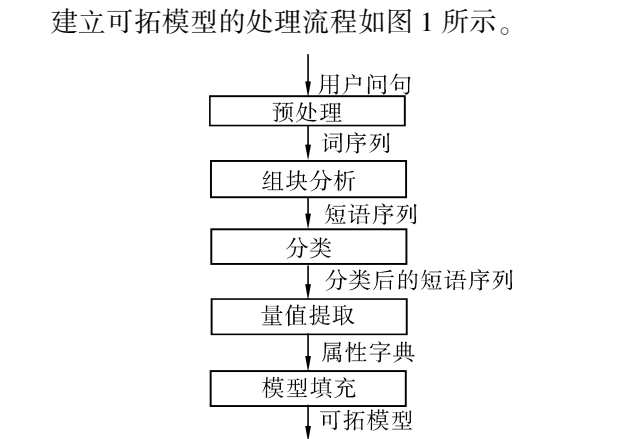 建立可拓模型的处理流程如图 1 所示。
用户问句
预处理
词序列
组块分析
短语序列
分类
分类后的短语序列
量值提取
属性字典
模型填充
可拓模型